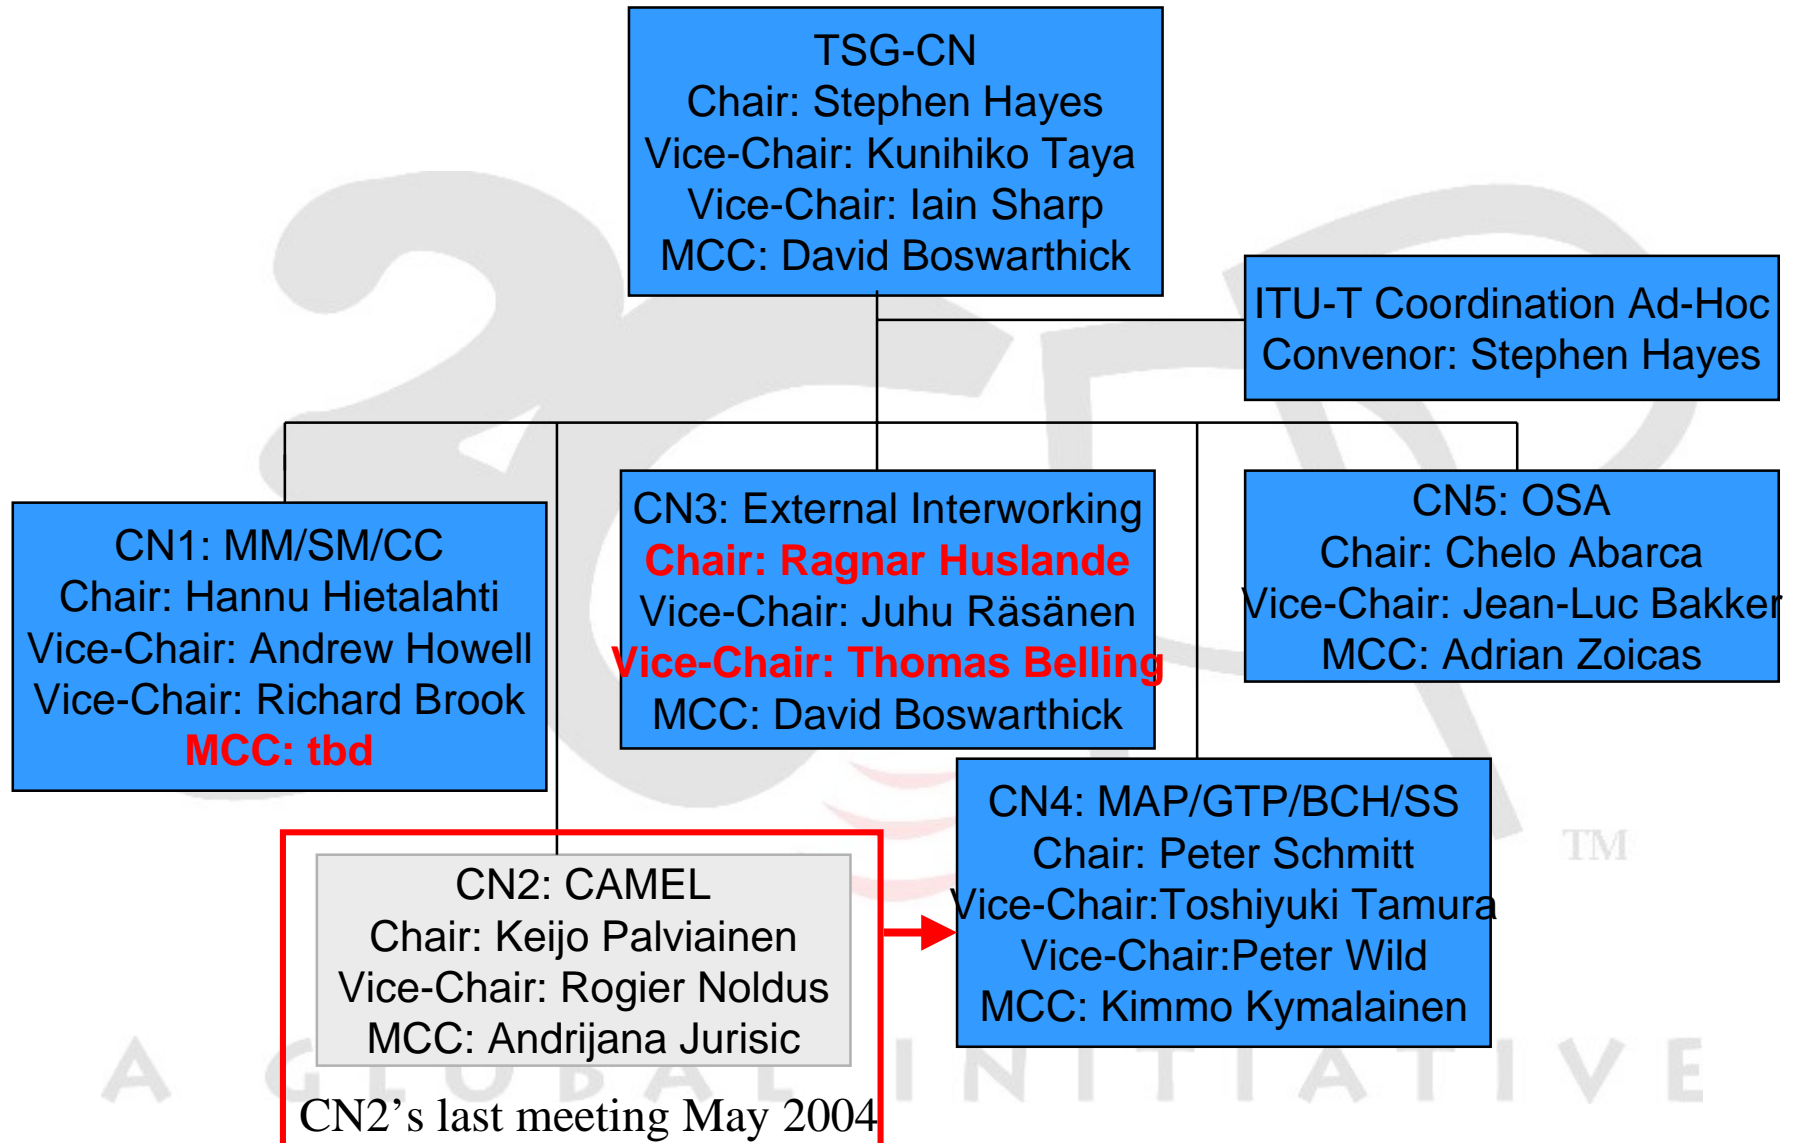 TSG-CN
Chair: Stephen Hayes
Vice-Chair: Kunihiko Taya
Vice-Chair: Iain Sharp
MCC: David Boswarthick
ITU-T Coordination Ad-Hoc
Convenor: Stephen Hayes
CN1: MM/SM/CC
Chair: Hannu Hietalahti
Vice-Chair: Andrew Howell
Vice-Chair: Richard Brook
MCC: tbd
CN3: External Interworking
Chair: Ragnar Huslande
Vice-Chair: Juhu Räsänen
Vice-Chair: Thomas Belling
MCC: David Boswarthick
CN5: OSA
Chair: Chelo Abarca
Vice-Chair: Jean-Luc Bakker
MCC: Adrian Zoicas
CN2: CAMEL
Chair: Keijo Palviainen
Vice-Chair: Rogier Noldus
MCC: Andrijana Jurisic
CN2’s last meeting May 2004
CN4: MAP/GTP/BCH/SS
Chair: Peter Schmitt
Vice-Chair:Toshiyuki Tamura
Vice-Chair:Peter Wild
MCC: Kimmo Kymalainen
TM
A GLOBAL INITIATIVE